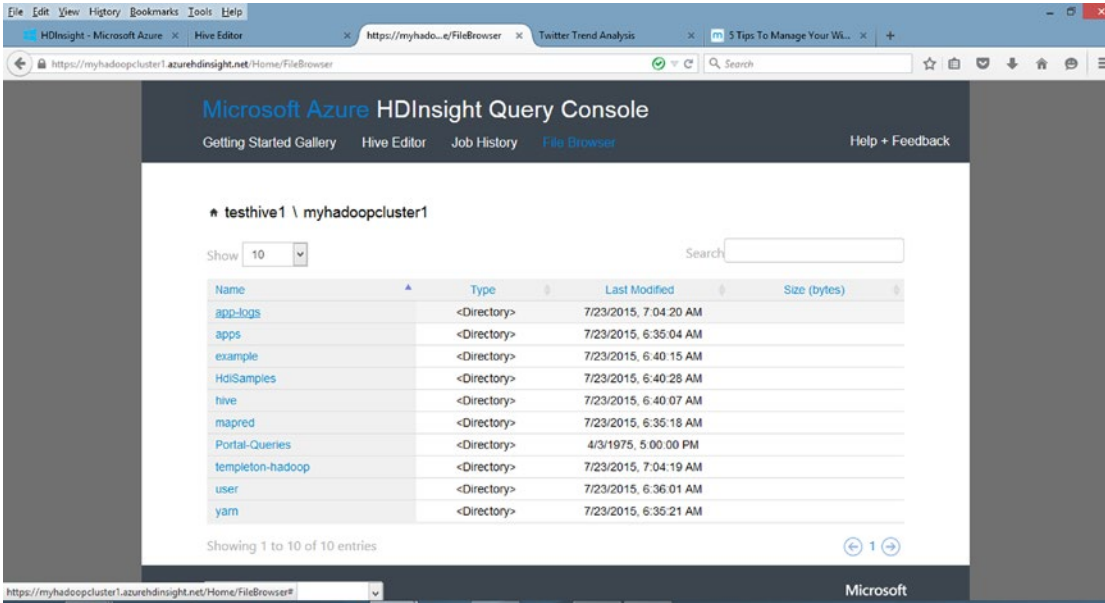 File Edit View History Bookmarks Tools Help
HDInsight - Microsoft Azure × Hive Editor × https://myhado...e/FileBrowser × Twitter Trend Analysis × m 5 Tips To Manage Your Wi... × +
https://myhadoopcluster1.azurehdinsight.net/Home/FileBrowser Search
Microsoft Azure HDInsight Query Console
Getting Started Gallery Hive Editor Job History File Browser Help + Feedback
testhive1 \ myhadoopcluster1
Show 10 Search
Name Type Last Modified Size (bytes)
app-logs <Directory> 7/23/2015, 7:04:20 AM
apps <Directory> 7/23/2015, 6:35:04 AM
example <Directory> 7/23/2015, 6:40:15 AM
HdiSamples <Directory> 7/23/2015, 6:40:28 AM
hive <Directory> 7/23/2015, 6:40:07 AM
mapred <Directory> 7/23/2015, 6:35:18 AM
Portal-Queries <Directory> 4/3/1975, 5:00:00 PM
templeton-hadoop <Directory> 7/23/2015, 7:04:19 AM
user <Directory> 7/23/2015, 6:36:01 AM
yarn <Directory> 7/23/2015, 6:35:21 AM
Showing 1 to 10 of 10 entries 1
https://myhadoopcluster1.azurehdinsight.net/Home/FileBrowser# Microsoft